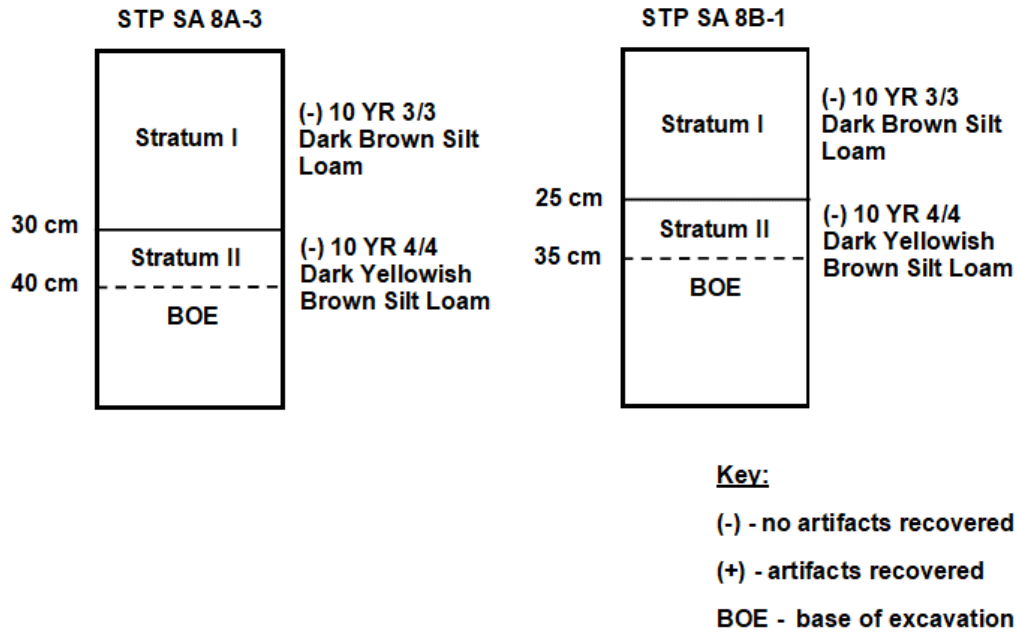 STP SA 8A-3
Stratum I
(-) 10 YR 3/3
Dark Brown Silt
Loam
30 cm
Stratum II
(-) 10 YR 4/4
Dark Yellowish
Brown Silt Loam
40 cm
BOE
STP SA 8B-1
Stratum I
(-) 10 YR 3/3
Dark Brown Silt
Loam
25 cm
Stratum II
(-) 10 YR 4/4
Dark Yellowish
Brown Silt Loam
35 cm
BOE
Key:
(-) - no artifacts recovered
(+) - artifacts recovered
BOE - base of excavation